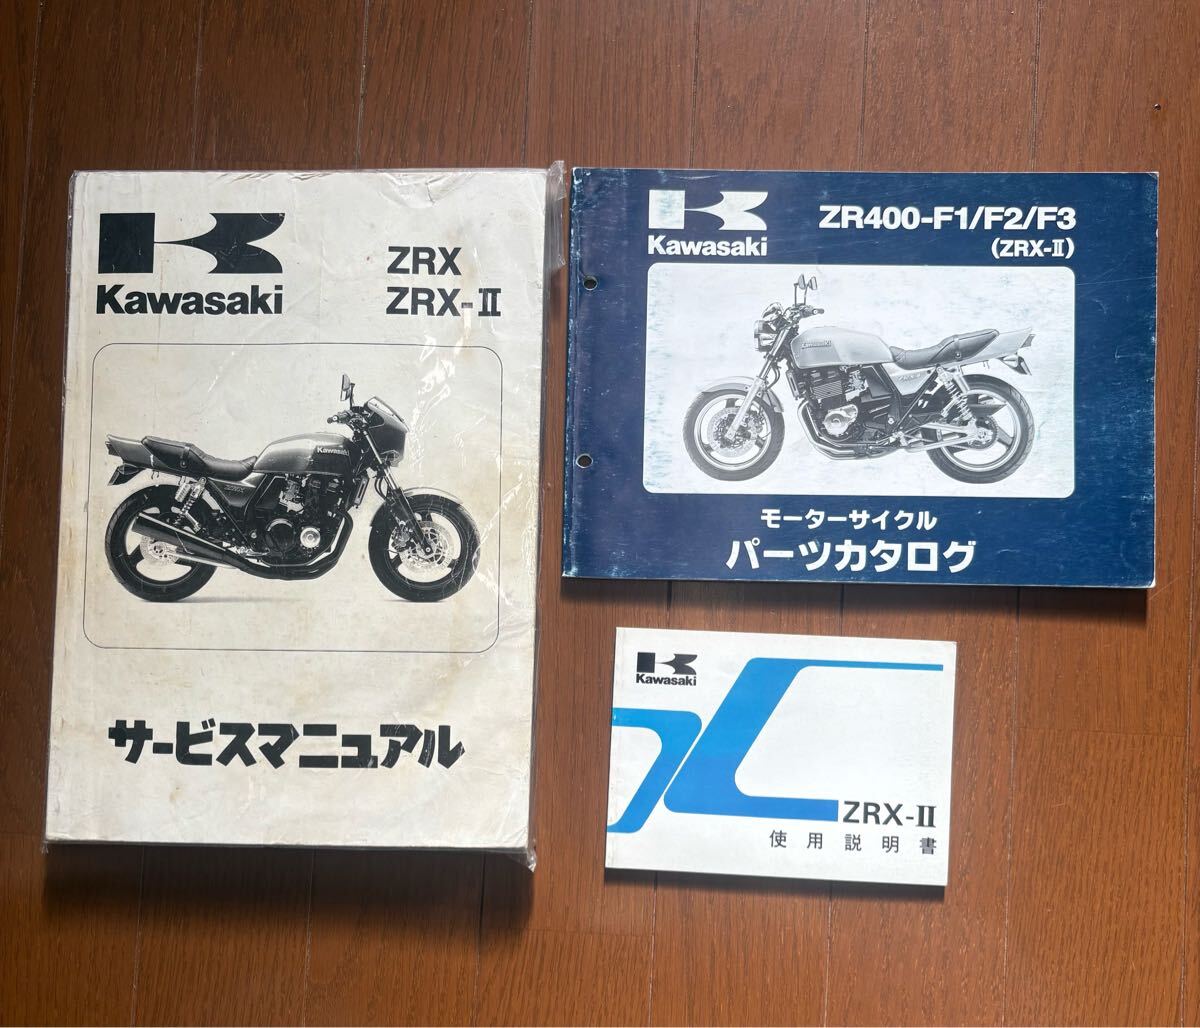 Kawasaki
ZRX
ZRX-II
Kawasaki
サービスマニュアル
Kawasaki
ZR400-F1/F2/F3
(ZRX-II)
Kawasaki
モーターサイクル
パーツカタログ
Kawasaki
ZRX-II
使用説明書